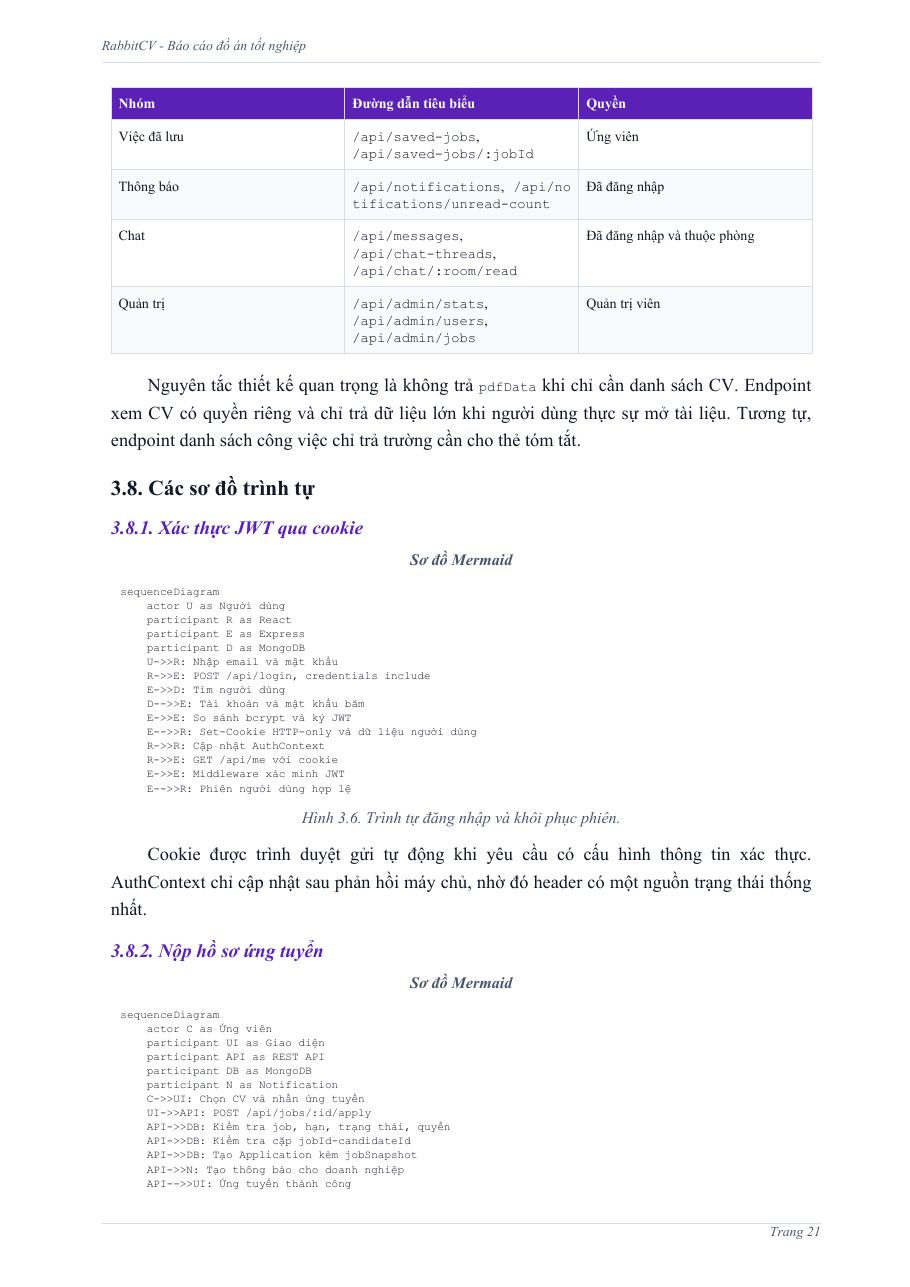 RabbitCV - Báo cáo đồ án tốt nghiệp
Nhóm
Đường dẫn tiêu biểu
Quyền
Việc đã lưu
/api/saved-jobs,
/api/saved-jobs/:jobId
Ứng viên
Thông báo
/api/notifications, /api/no
tifications/unread-count
Đã đăng nhập
Chat
/api/messages,
/api/chat-threads,
/api/chat/:room/read
Đã đăng nhập và thuộc phòng
Quản trị
/api/admin/stats,
/api/admin/users,
/api/admin/jobs
Quản trị viên
Nguyên tắc thiết kế quan trọng là không trả pdfData khi chỉ cần danh sách CV. Endpoint
xem CV có quyền riêng và chỉ trả dữ liệu lớn khi người dùng thực sự mở tài liệu. Tương tự,
endpoint danh sách công việc chỉ trả trường cần cho thẻ tóm tắt.
3.8. Các sơ đồ trình tự
3.8.1. Xác thực JWT qua cookie
Sơ đồ Mermaid
sequenceDiagram
actor U as Người dùng
participant R as React
participant E as Express
participant D as MongoDB
U->>R: Nhập email và mật khẩu
R->>E: POST /api/login, credentials include
E->>D: Tìm người dùng
D-->>E: Tài khoản và mật khẩu băm
E->>E: So sánh bcrypt và ký JWT
E-->>R: Set-Cookie HTTP-only và dữ liệu người dùng
R->>R: Cập nhật AuthContext
R->>E: GET /api/me với cookie
E->>E: Middleware xác minh JWT
E-->>R: Phiên người dùng hợp lệ
Hình 3.6. Trình tự đăng nhập và khôi phục phiên.
Cookie được trình duyệt gửi tự động khi yêu cầu có cấu hình thông tin xác thực.
AuthContext chỉ cập nhật sau phản hồi máy chủ, nhờ đó header có một nguồn trạng thái thống
nhất.
3.8.2. Nộp hồ sơ ứng tuyển
Sơ đồ Mermaid
sequenceDiagram
actor C as Ứng viên
participant UI as Giao diện
participant API as REST API
participant DB as MongoDB
participant N as Notification
C->>UI: Chọn CV và nhấn ứng tuyển
UI->>API: POST /api/jobs/:id/apply
API->>DB: Kiểm tra job, hạn, trạng thái, quyền
API->>DB: Kiểm tra cặp jobId-candidateId
API->>DB: Tạo Application kèm jobSnapshot
API->>N: Tạo thông báo cho doanh nghiệp
API-->>UI: Ứng tuyển thành công
Trang 21